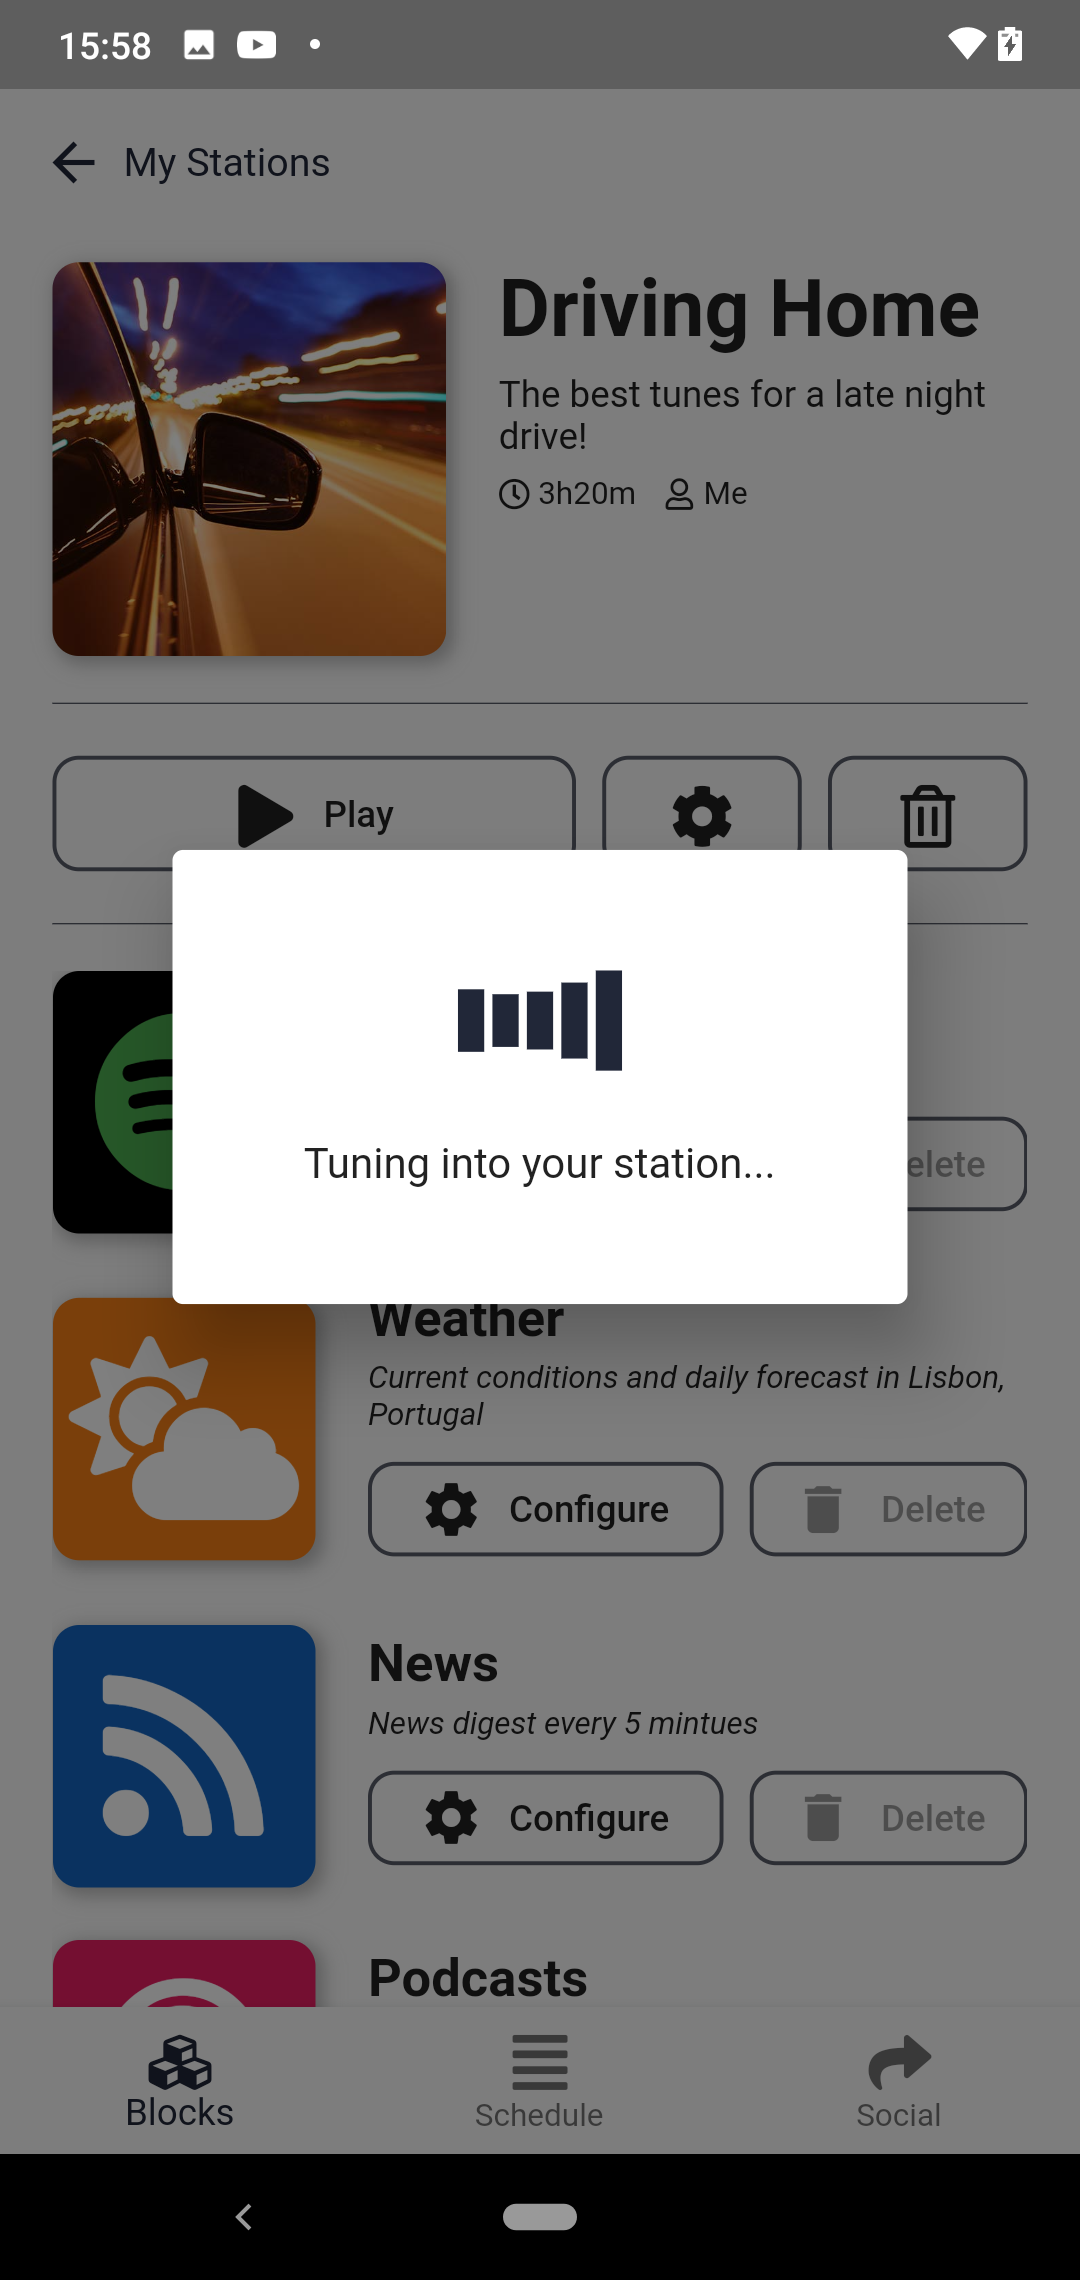 15:58
My Stations
Driving Home
The best tunes for a late night
drive!
3h20m Me
Play
Tuning into your station...
elete
Weather
Current conditions and daily forecast in Lisbon,
Portugal
Configure Delete
News
News digest every 5 mintues
Configure Delete
Podcasts
Blocks Schedule Social